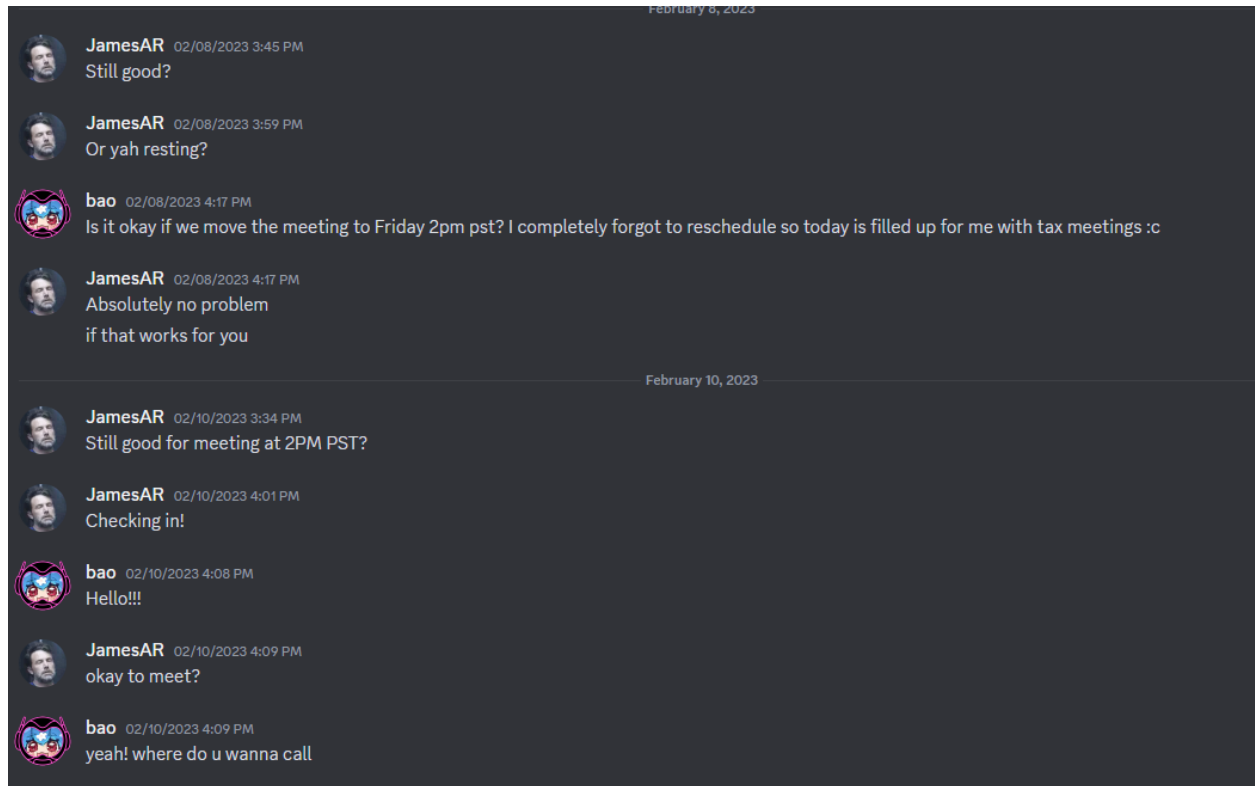 February 8, 2023
JamesAR 02/08/2023 3:45 PM
Still good?
JamesAR 02/08/2023 3:59 PM
Or yah resting?
bao 02/08/2023 4:17 PM
Is it okay if we move the meeting to Friday 2pm pst? I completely forgot to reschedule so today is filled up for me with tax meetings :c
JamesAR 02/08/2023 4:17 PM
Absolutely no problem
if that works for you
February 10, 2023
JamesAR 02/10/2023 3:34 PM
Still good for meeting at 2PM PST?
JamesAR 02/10/2023 4:01 PM
Checking in!
bao 02/10/2023 4:08 PM
Hello!!!
JamesAR 02/10/2023 4:09 PM
okay to meet?
bao 02/10/2023 4:09 PM
yeah! where do u wanna call